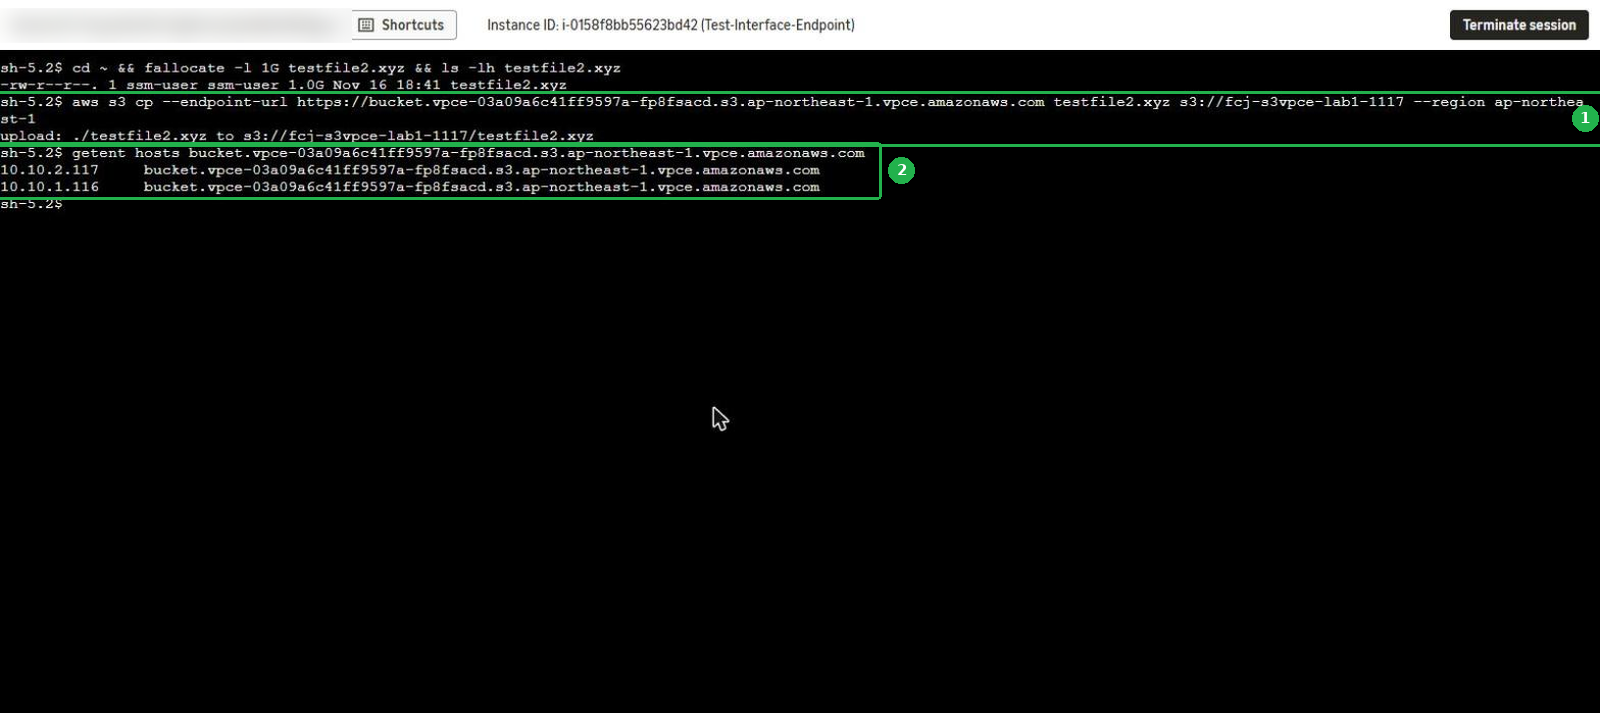 Shortcuts
Instance ID: i-0158f8bb55623bd42 (Test-Interface-Endpoint)
Terminate session
sh-5.2$ cd ~ && fallocate -l 1G testfile2.xyz && ls -lh testfile2.xyz
-rw-r--r--. 1 ssm-user ssm-user 1.0G Nov 16 18:41 testfile2.xyz
sh-5.2$ aws s3 cp --endpoint-url https://bucket.vpce-03a09a6c41ff9597a-fp8fsacd.s3.ap-northeast-1.vpce.amazonaws.com testfile2.xyz s3://fcj-s3vpce-lab1-1117 --region ap-northea
st-1
1
upload: ./testfile2.xyz to s3://fcj-s3vpce-lab1-1117/testfile2.xyz
sh-5.2$ getent hosts bucket.vpce-03a09a6c41ff9597a-fp8fsacd.s3.ap-northeast-1.vpce.amazonaws.com
10.10.2.117 bucket.vpce-03a09a6c41ff9597a-fp8fsacd.s3.ap-northeast-1.vpce.amazonaws.com
2
10.10.1.116 bucket.vpce-03a09a6c41ff9597a-fp8fsacd.s3.ap-northeast-1.vpce.amazonaws.com
sh-5.2$